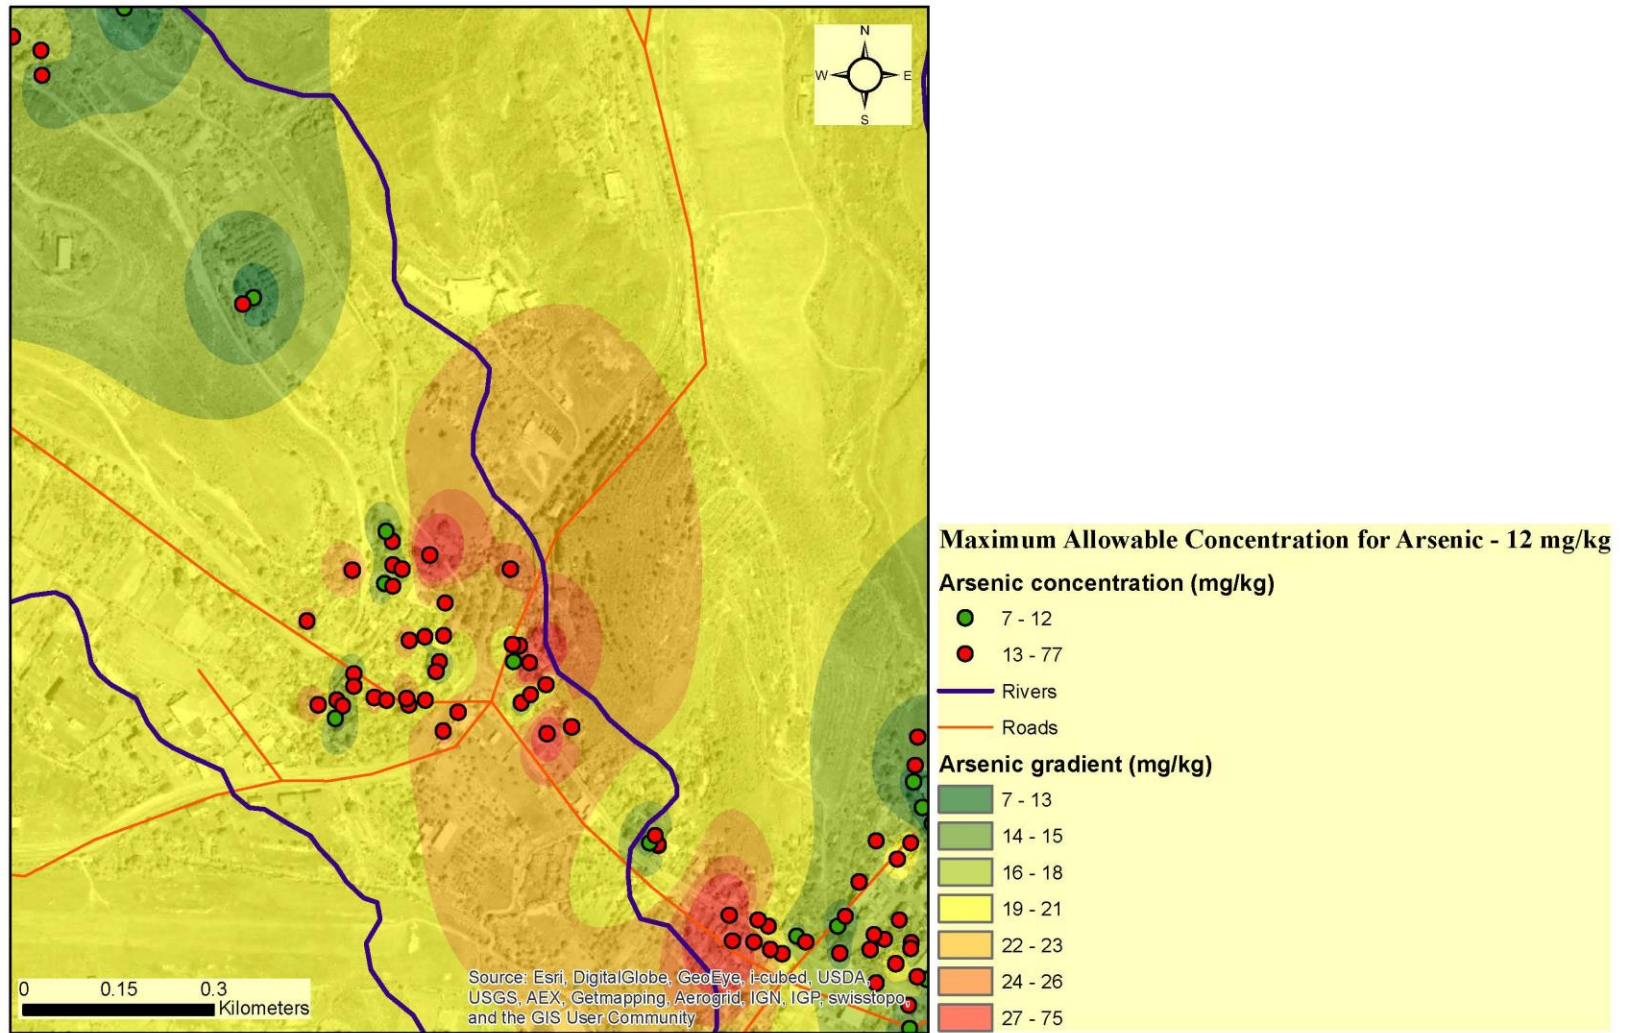 N
W E
S
0 0.15 0.3
Kilometers
Source: Esri, DigitalGlobe, GeoEye, i-cubed, USDA,
USGS, AEX, Getmapping, Aerogrid, IGN, IGP, swisstopo,
and the GIS User Community
Maximum Allowable Concentration for Arsenic - 12 mg/kg
Arsenic concentration (mg/kg)
7 - 12
13 - 77
Rivers
Roads
Arsenic gradient (mg/kg)
7 - 13
14 - 15
16 - 18
19 - 21
22 - 23
24 - 26
27 - 75